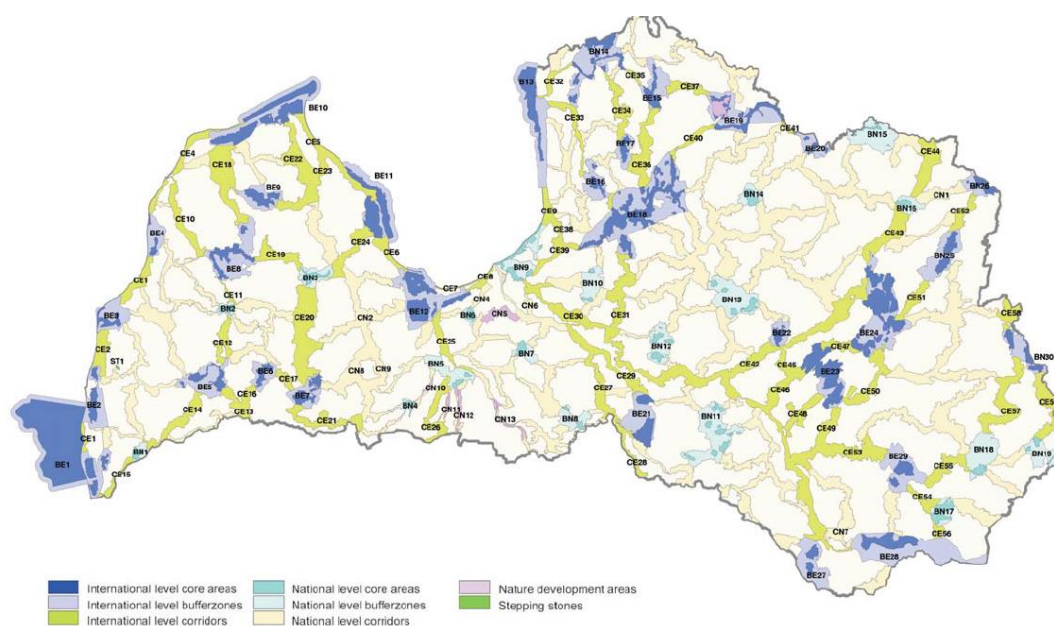 BN14
B13
CE32
CE35
BE15
CE37
CE33
CE34
BE19
CE41
BE20
BN15
BE10
CE4
CE5
CE18
CE22
CE23
BE17
CE40
CE36
CE44
BE11
BE9
BE16
BN14
BN15
CN1
BN26
CE52
CE10
BE4
CE9
BE18
CE38
CE39
CE43
CE24
CE6
BE8
CE19
BN3
BN9
BN25
CE1
CE11
CE7
CE8
BN10
BE12
CN4
CN6
CN5
BN13
CE51
BE3
BN2
CE20
CN2
BN6
CE30
CE31
BE22
BE24
CE58
CE2
CE12
CE25
BN7
BN12
CE47
ST1
BN5
CE42
CE45
BN30
BE5
BE6
CE17
CN8
CN9
CE29
BE23
CE16
BE7
CN10
CE27
CE46
CE50
BE2
CE14
CE13
CE21
BN4
CN11
CN12
CN13
BN8
BE21
BN11
CE48
CE49
CE57
CE1
CE26
BN1
BE1
CE15
CE28
CE53
BE29
CE55
BN18
BN19
CE54
BN17
CN7
CE56
BE28
BE27
International level core areas
National level core areas
Nature development areas
International level bufferzones
National level bufferzones
Stepping stones
International level corridors
National level corridors